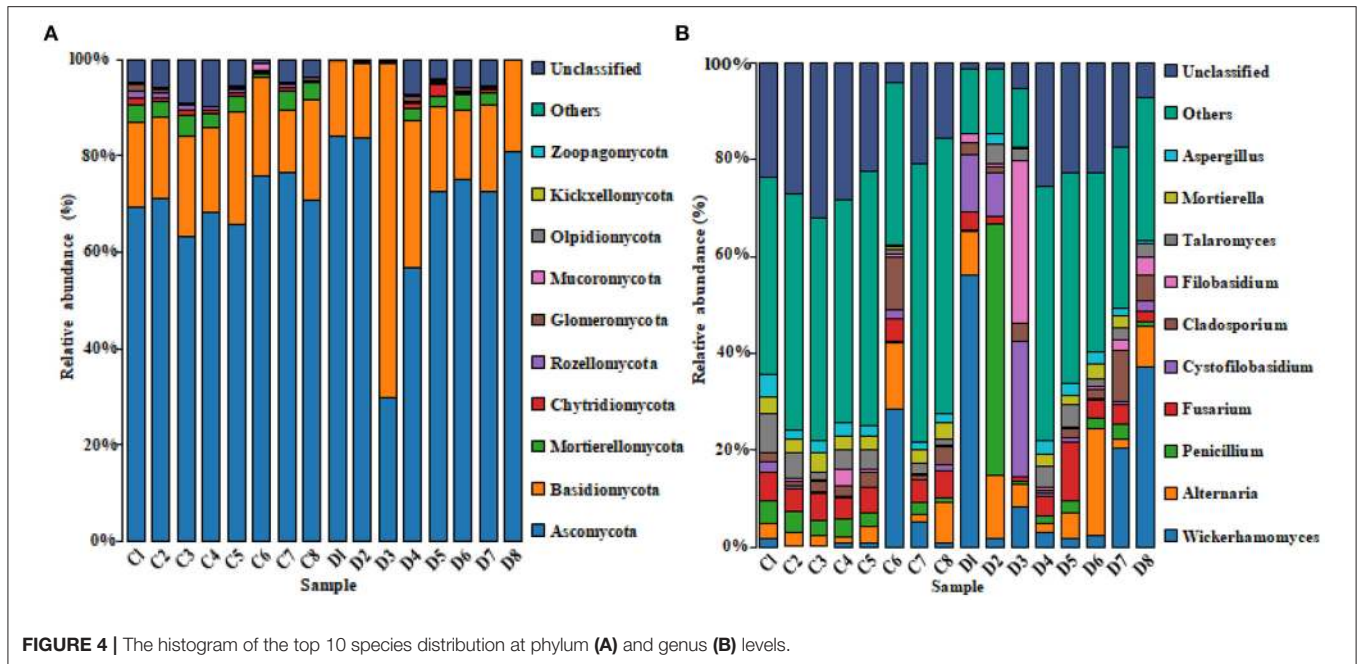 A
B
100%
80%
60%
40%
20%
0%
Relative abundance (%)
C1 C2 C3 C4 C5 C6 C7 C8 D1 D2 D3 D4 D5 D6 D7 D8
Sample
Unclassified
Others
Zoopagomycota
Kickxellomycota
Olpidiomycota
Mucoromycota
Glomeromycota
Rozellomycota
Chytridiomycota
Mortierellomycota
Basidiomycota
Ascomycota
100%
80%
60%
40%
20%
0%
Relative abundance (%)
C1 C2 C3 C4 C5 C6 C7 C8 D1 D2 D3 D4 D5 D6 D7 D8
Sample
Unclassified
Others
Aspergillus
Mortierella
Talaromyces
Filobasidium
Cladosporium
Cystofilobasidium
Fusarium
Penicillium
Alternaria
Wickerhamomyces
FIGURE 4 | The histogram of the top 10 species distribution at phylum (A) and genus (B) levels.